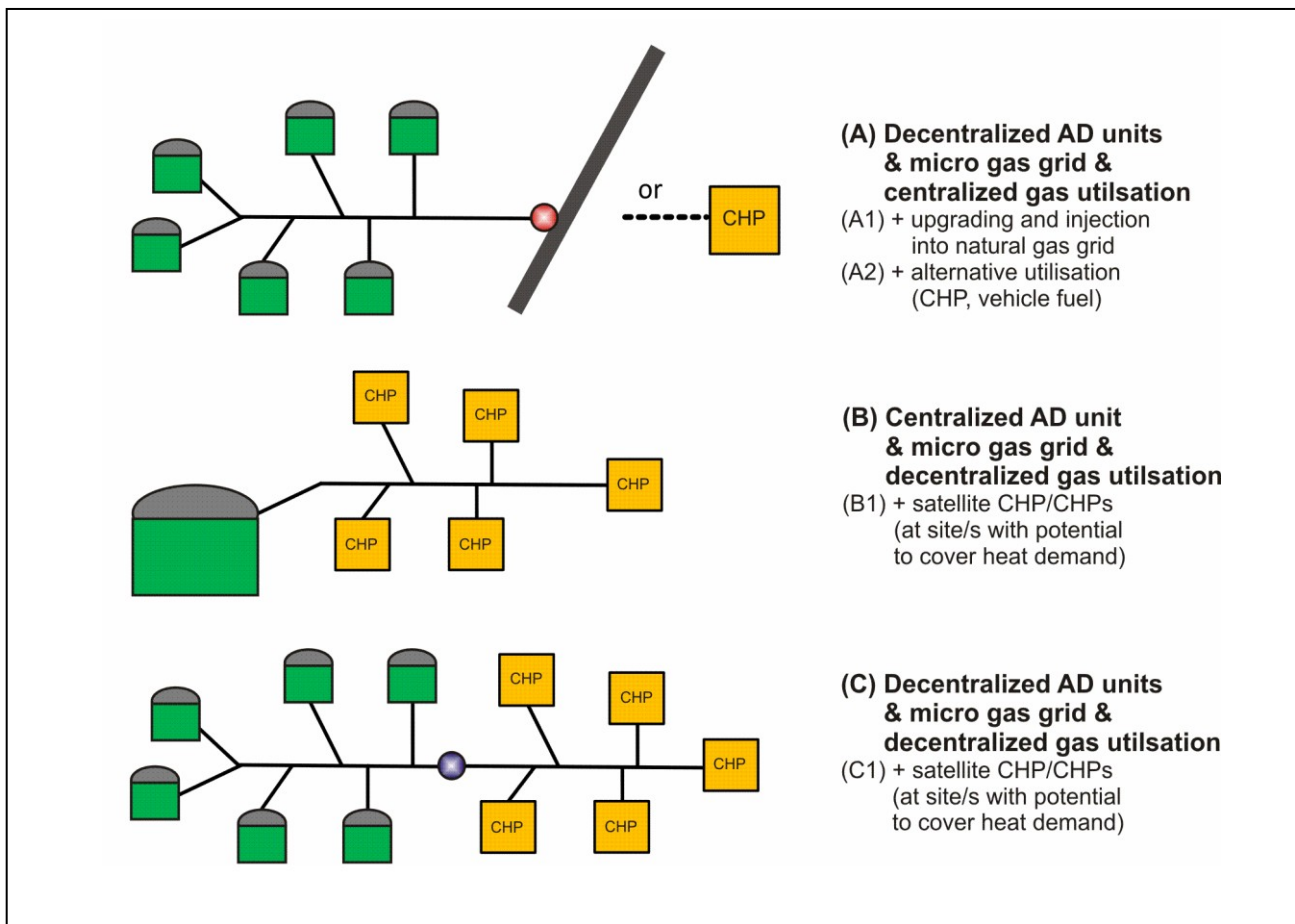 or
CHP
(A) Decentralized AD units
& micro gas grid &
centralized gas utilsation
(A1) + upgrading and injection
into natural gas grid
(A2) + alternative utilisation
(CHP, vehicle fuel)
CHP
CHP
CHP
CHP
CHP
(B) Centralized AD unit
& micro gas grid &
decentralized gas utilsation
(B1) + satellite CHP/CHPs
(at site/s with potential
to cover heat demand)
CHP
CHP
CHP
CHP
CHP
(C) Decentralized AD units
& micro gas grid &
decentralized gas utilsation
(C1) + satellite CHP/CHPs
(at site/s with potential
to cover heat demand)